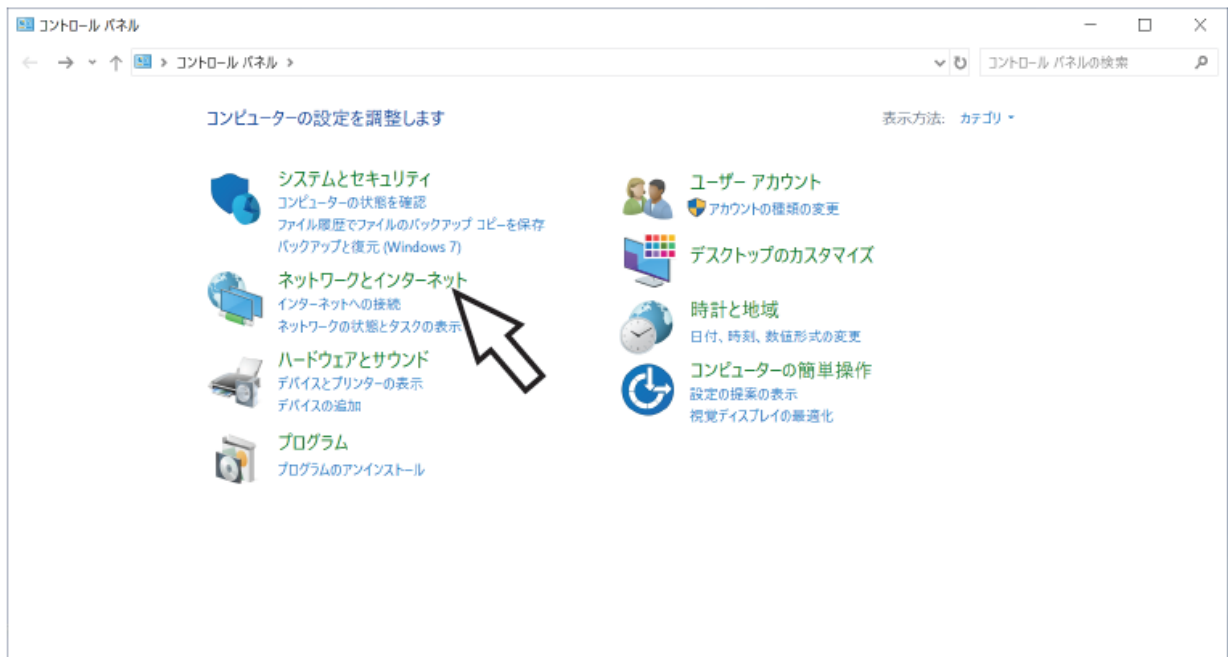 コントロール パネル
コントロール パネル
コントロール パネルの検索
コンピューターの設定を調整します
表示方法: カテゴリ
システムとセキュリティ
コンピューターの状態を確認
ファイル履歴でファイルのバックアップ コピーを保存
バックアップと復元 (Windows 7)
ネットワークとインターネット
インターネットへの接続
ネットワークの状態とタスクの表示
ハードウェアとサウンド
デバイスとプリンターの表示
デバイスの追加
プログラム
プログラムのアンインストール
ユーザー アカウント
アカウントの種類の変更
デスクトップのカスタマイズ
時計と地域
日付、時刻、数値形式の変更
コンピューターの簡単操作
設定の提案の表示
視覚ディスプレイの最適化